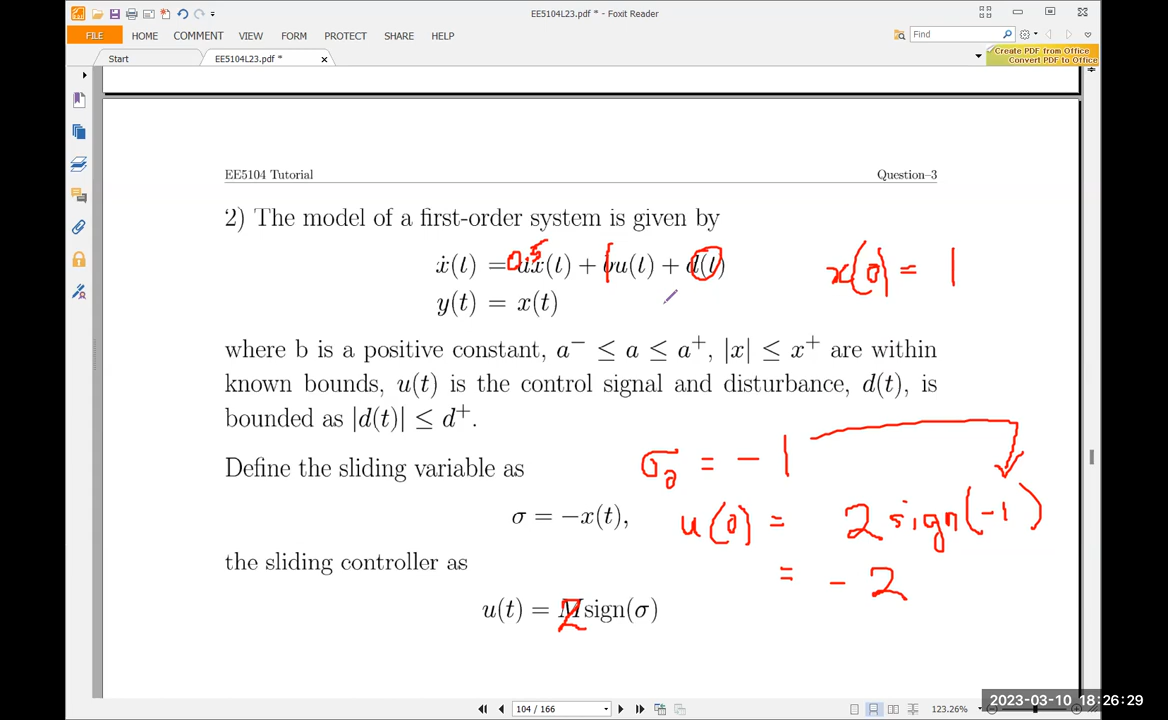 EE5104L23.pdf * - Foxit Reader
FILE HOME COMMENT VIEW FORM PROTECT SHARE HELP
Find
Create PDF from Office
Convert PDF to Office
Start
EE5104L23.pdf *
EE5104 Tutorial
Question–3
2) The model of a first-order system is given by
ẋ(t) = ax(t) + bu(t) + d(t)
0.5
1
x(0) = 1
y(t) = x(t)
where b is a positive constant, a⁻ ≤ a ≤ a⁺, |x| ≤ x⁺ are within
known bounds, u(t) is the control signal and disturbance, d(t), is
bounded as |d(t)| ≤ d⁺.
Define the sliding variable as
σ = −x(t),
the sliding controller as
u(t) = Msign(σ)
2
σ₀ = - 1
u(0) = 2 sign(-1)
= - 2
104 / 166
123.26%
2023-03-10 18:26:29